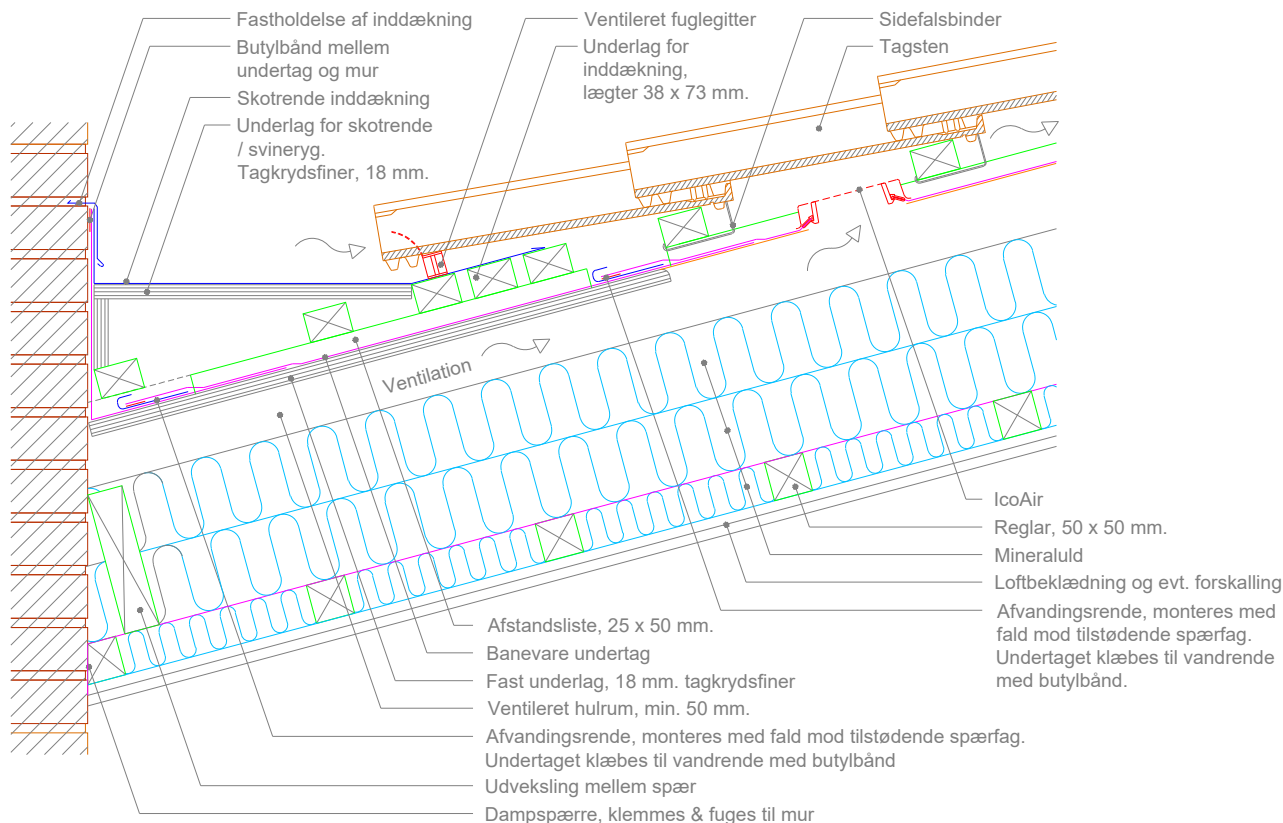 Fastholdelse af inddækning
Butylbånd mellem
undertag og mur
Skotrende inddækning
Underlag for skotrende
/ svineryg.
Tagkrydsfiner, 18 mm.
Ventileret fuglegitter
Underlag for
inddækning,
lægter 38 x 73 mm.
Sidefalsbinder
Tagsten
Ventilation
IcoAir
Reglar, 50 x 50 mm.
Mineraluld
Loftbeklædning og evt. forskalling
Afvandingsrende, monteres med
fald mod tilstødende spærfag.
Undertaget klæbes til vandrende
med butylbånd.
Afstandsliste, 25 x 50 mm.
Banevare undertag
Fast underlag, 18 mm. tagkrydsfiner
Ventileret hulrum, min. 50 mm.
Afvandingsrende, monteres med fald mod tilstødende spærfag.
Undertaget klæbes til vandrende med butylbånd
Udveksling mellem spær
Dampspærre, klemmes & fuges til mur